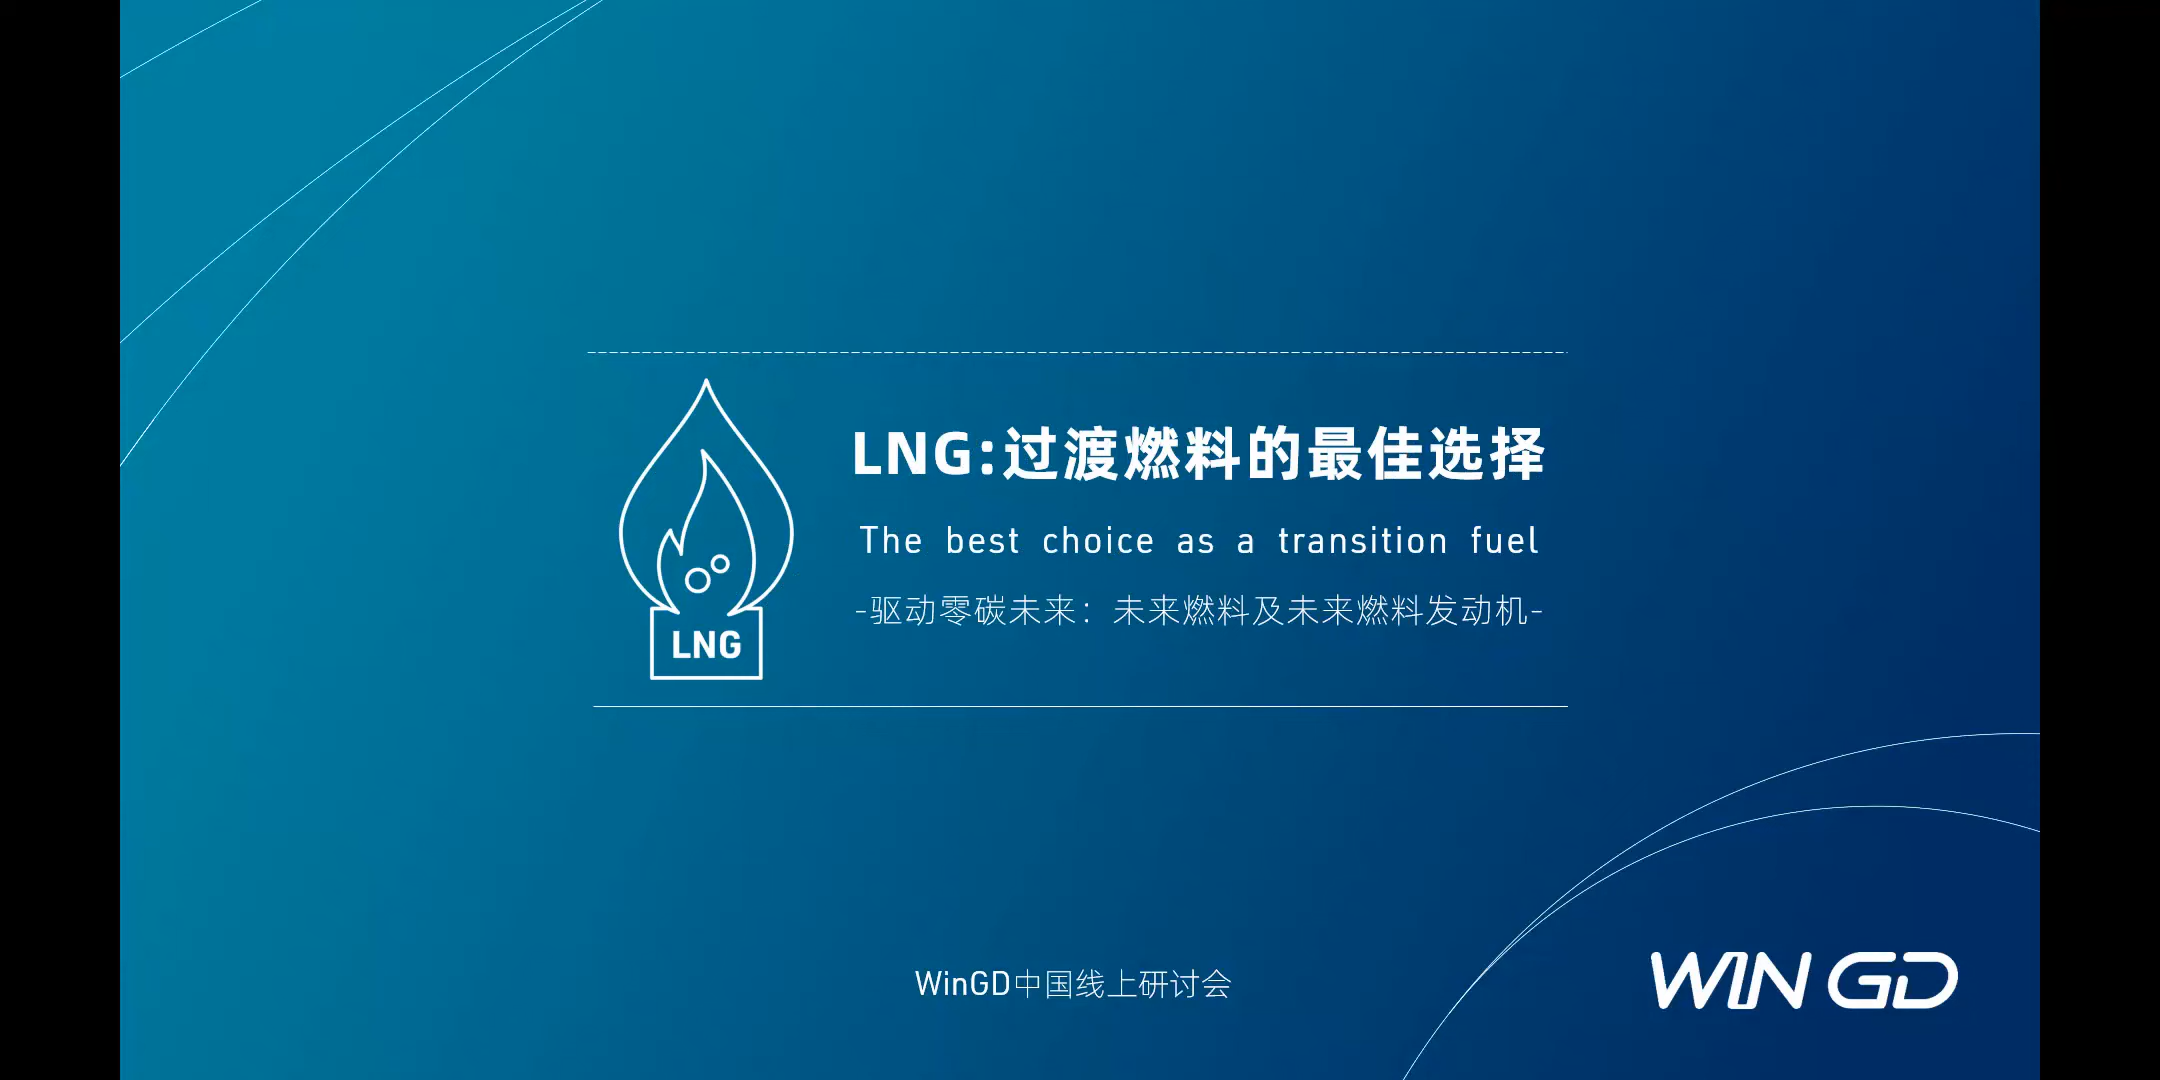 LNG:过渡燃料的最佳选择
The best choice as a transition fuel
-驱动零碳未来：未来燃料及未来燃料发动机-
LNG
WinGD中国线上研讨会
WIN GD